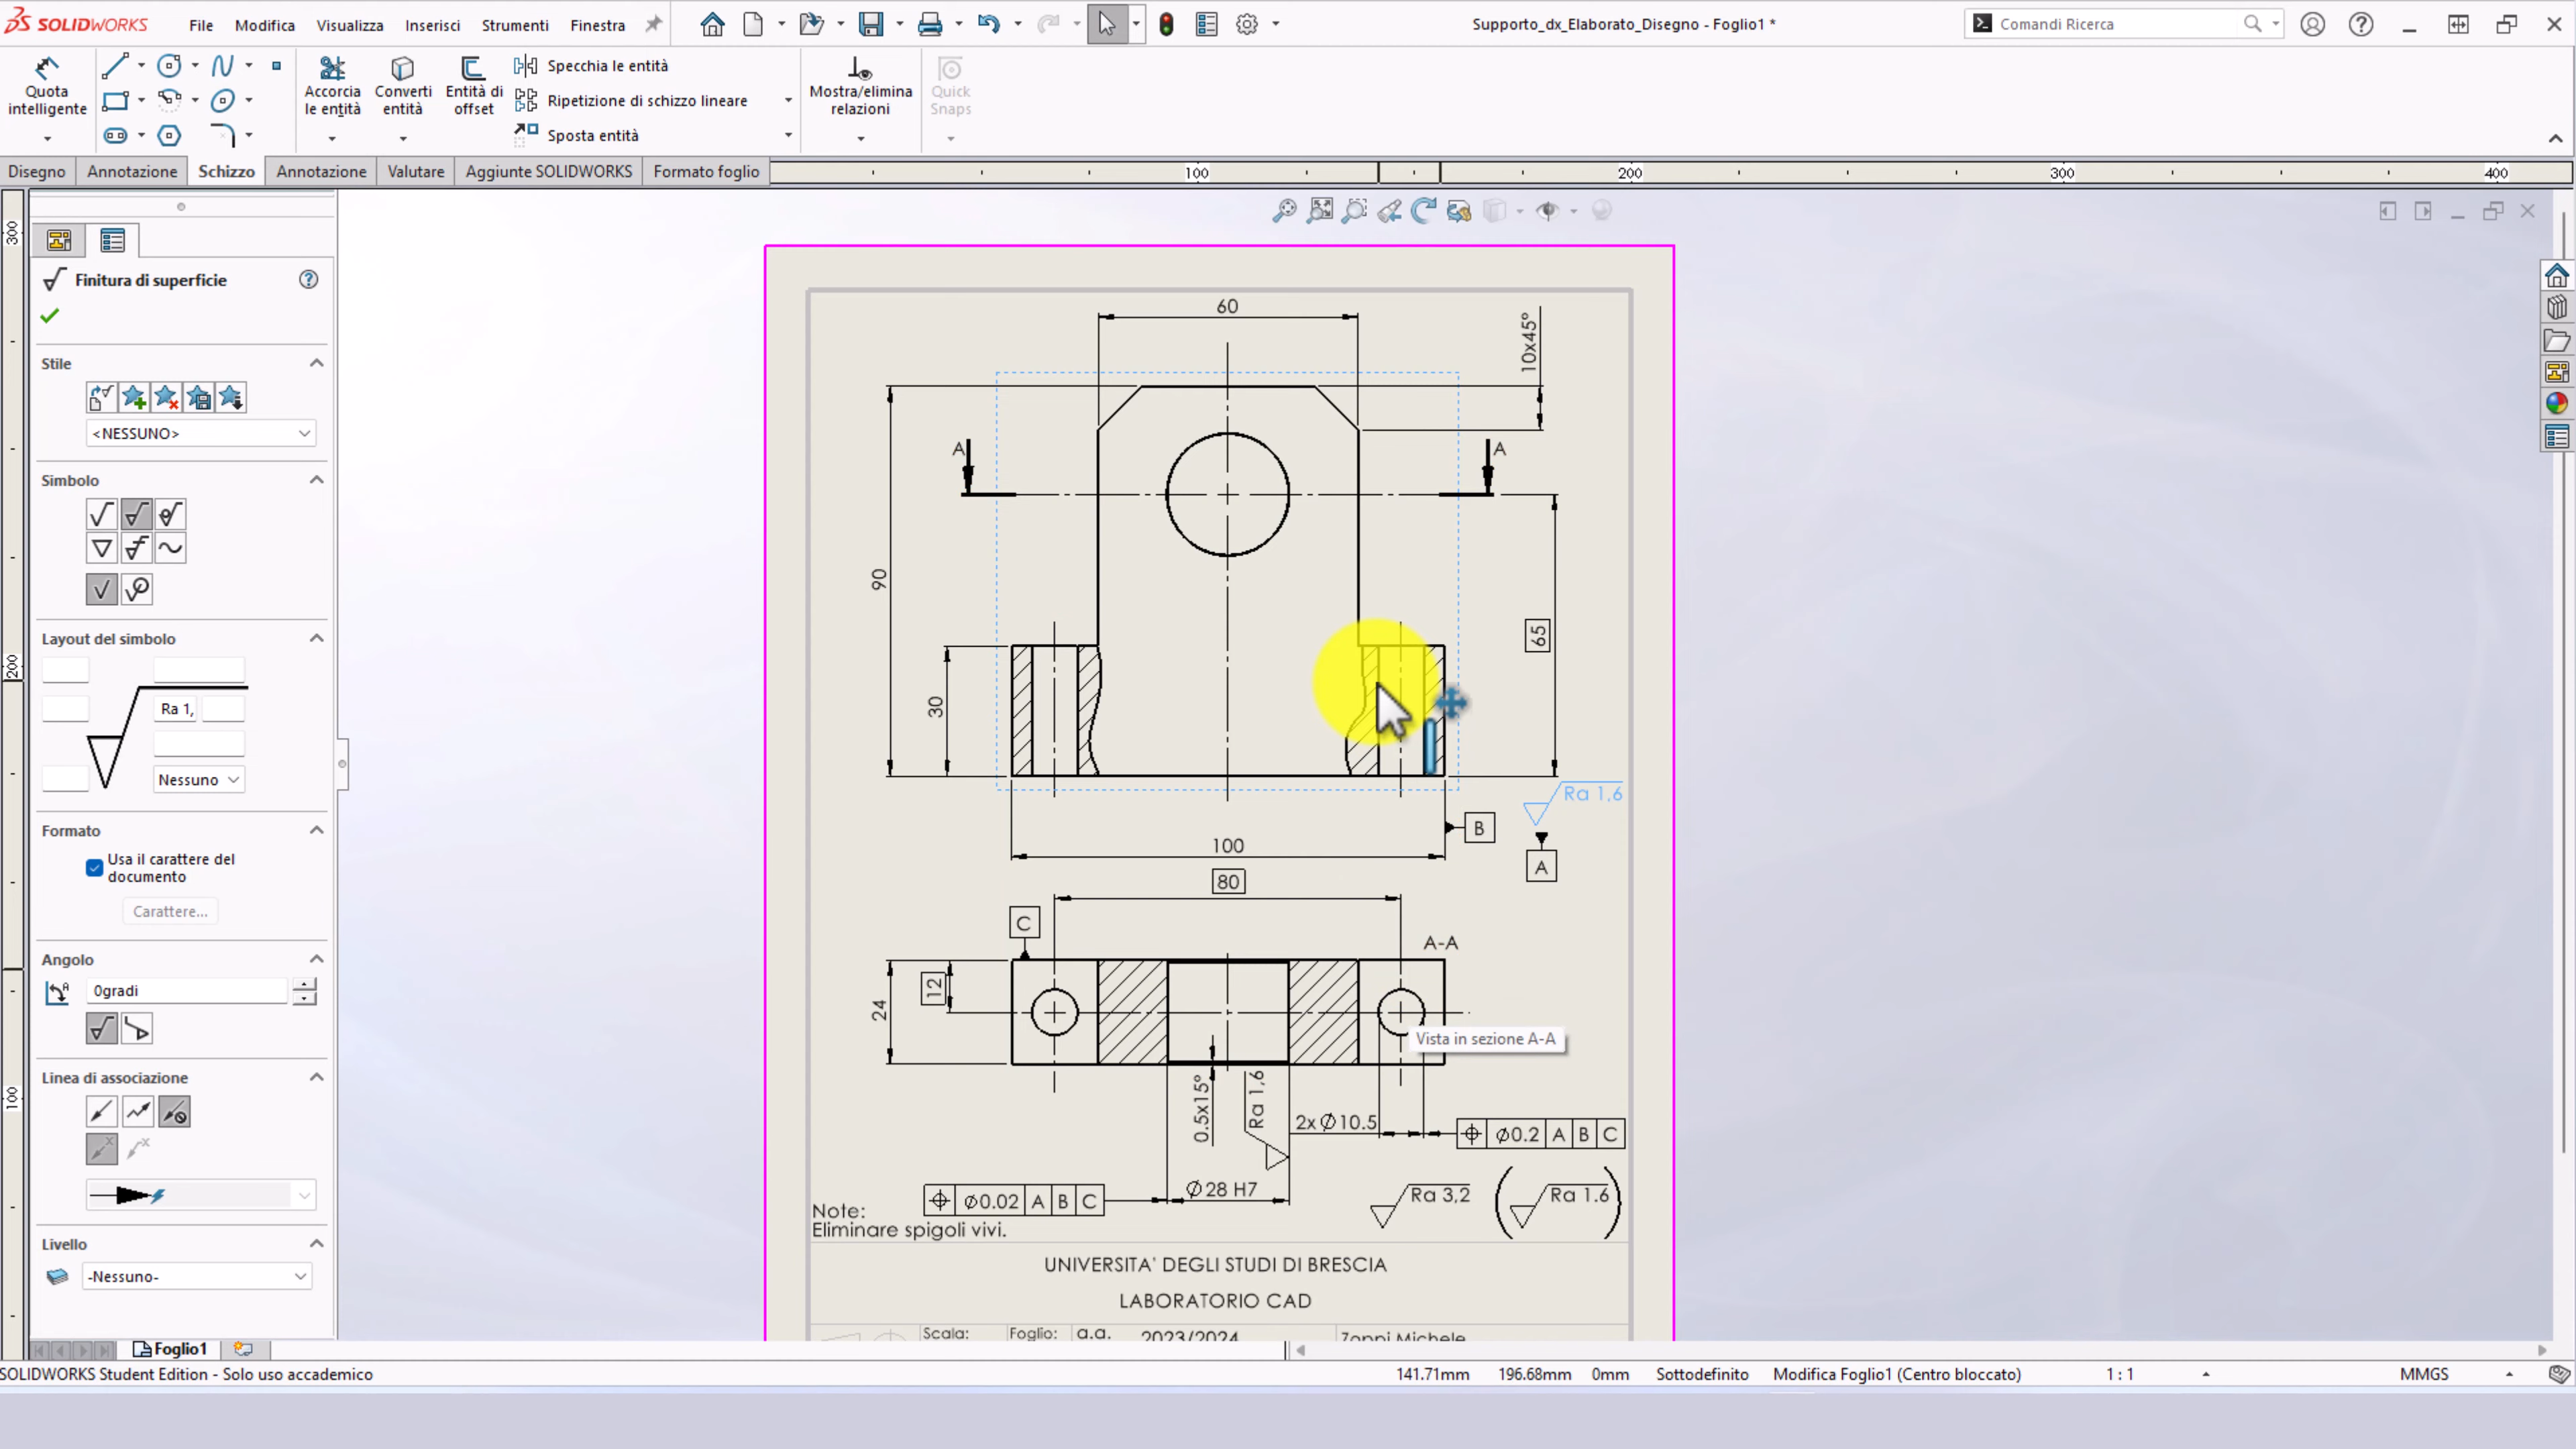 SOLIDWORKS
File Modifica Visualizza Inserisci Strumenti Finestra
Supporto_dx_Elaborato_Disegno - Foglio1 *
Comandi Ricerca
Quota intelligente
Accorcia le entità
Converti entità
Entità di offset
Specchia le entità
Ripetizione di schizzo lineare
Sposta entità
Mostra/elimina relazioni
Quick Snaps
Disegno Annotazione Schizzo Annotazione Valutare Aggiunte SOLIDWORKS Formato foglio
100 200 300 400
300
200
100
Finitura di superficie
Stile
<NESSUNO>
Simbolo
Layout del simbolo
Ra 1,
Nessuno
Formato
Usa il carattere del
documento
Carattere...
Angolo
0gradi
Linea di associazione
Livello
-Nessuno-
60
10x45°
A
A
90
65
30
Ra 1,6
B
100
A
80
C
A-A
12
24
Vista in sezione A-A
0.5x15°
Ra 1,6
2x Ø10.5
⌖ Ø0.2 A B C
⌖ Ø0.02 A B C
Ø28 H7
Ra 3,2 (Ra 1.6)
Note:
Eliminare spigoli vivi.
UNIVERSITA' DEGLI STUDI DI BRESCIA
LABORATORIO CAD
Scala: Foglio: a.a. 2023/2024 Zoppi Michele
Foglio1
SOLIDWORKS Student Edition - Solo uso accademico
141.71mm 196.68mm 0mm Sottodefinito Modifica Foglio1 (Centro bloccato) 1 : 1 MMGS